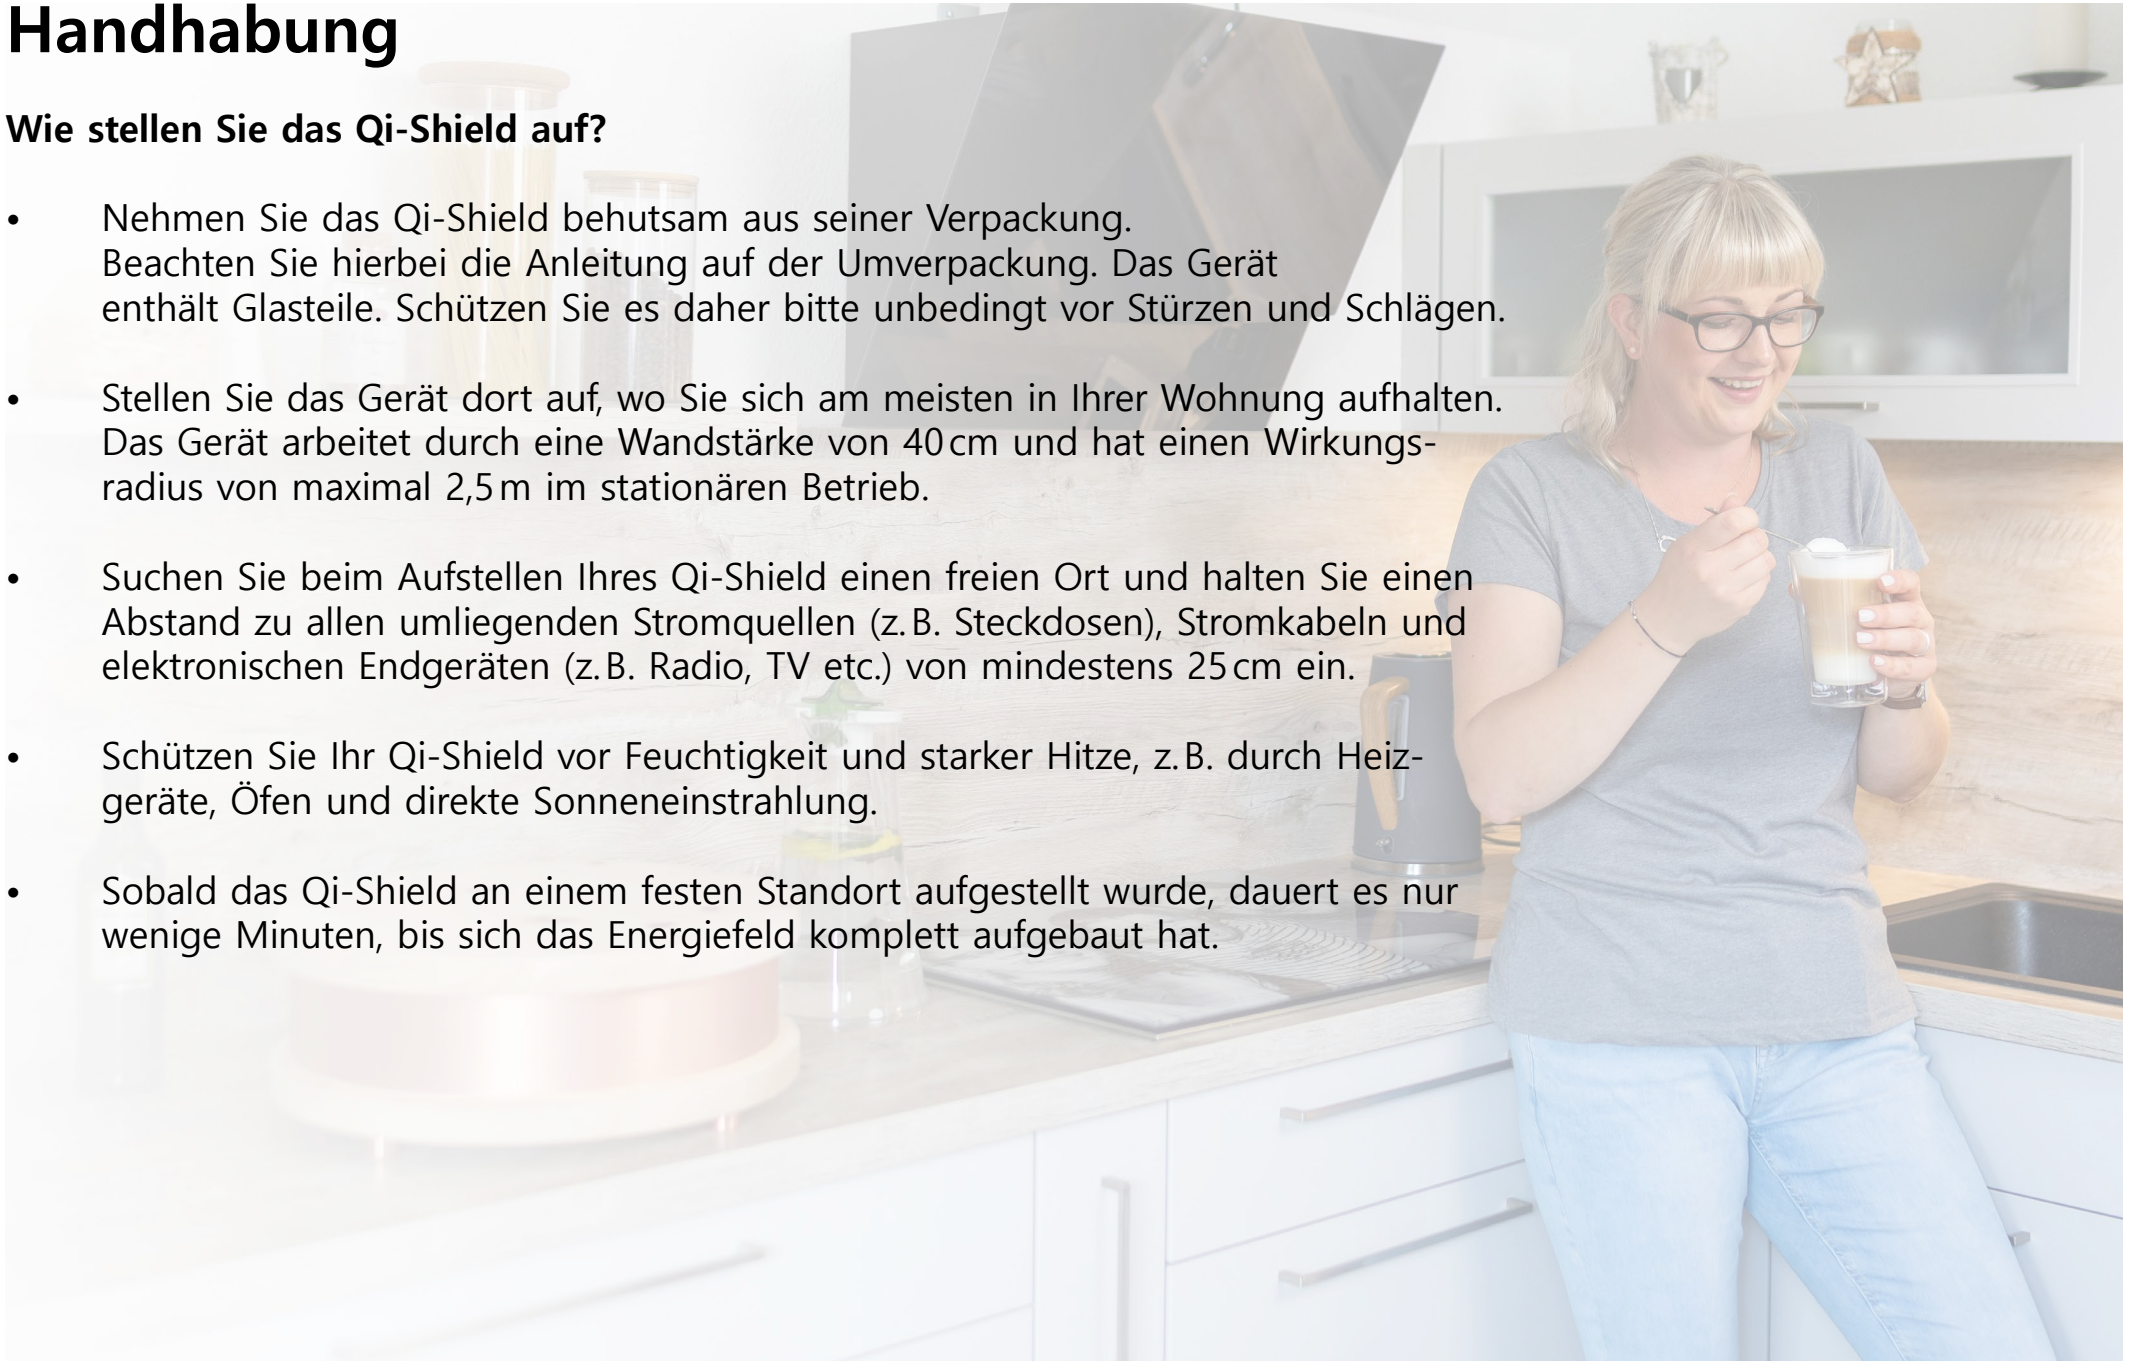 Handhabung
Wie stellen Sie das Qi-Shield auf?
• Nehmen Sie das Qi-Shield behutsam aus seiner Verpackung.
Beachten Sie hierbei die Anleitung auf der Umverpackung. Das Gerät
enthält Glasteile. Schützen Sie es daher bitte unbedingt vor Stürzen und Schlägen.
• Stellen Sie das Gerät dort auf, wo Sie sich am meisten in Ihrer Wohnung aufhalten.
Das Gerät arbeitet durch eine Wandstärke von 40 cm und hat einen Wirkungs-
radius von maximal 2,5 m im stationären Betrieb.
• Suchen Sie beim Aufstellen Ihres Qi-Shield einen freien Ort und halten Sie einen
Abstand zu allen umliegenden Stromquellen (z. B. Steckdosen), Stromkabeln und
elektronischen Endgeräten (z. B. Radio, TV etc.) von mindestens 25 cm ein.
• Schützen Sie Ihr Qi-Shield vor Feuchtigkeit und starker Hitze, z. B. durch Heiz-
geräte, Öfen und direkte Sonneneinstrahlung.
• Sobald das Qi-Shield an einem festen Standort aufgestellt wurde, dauert es nur
wenige Minuten, bis sich das Energiefeld komplett aufgebaut hat.